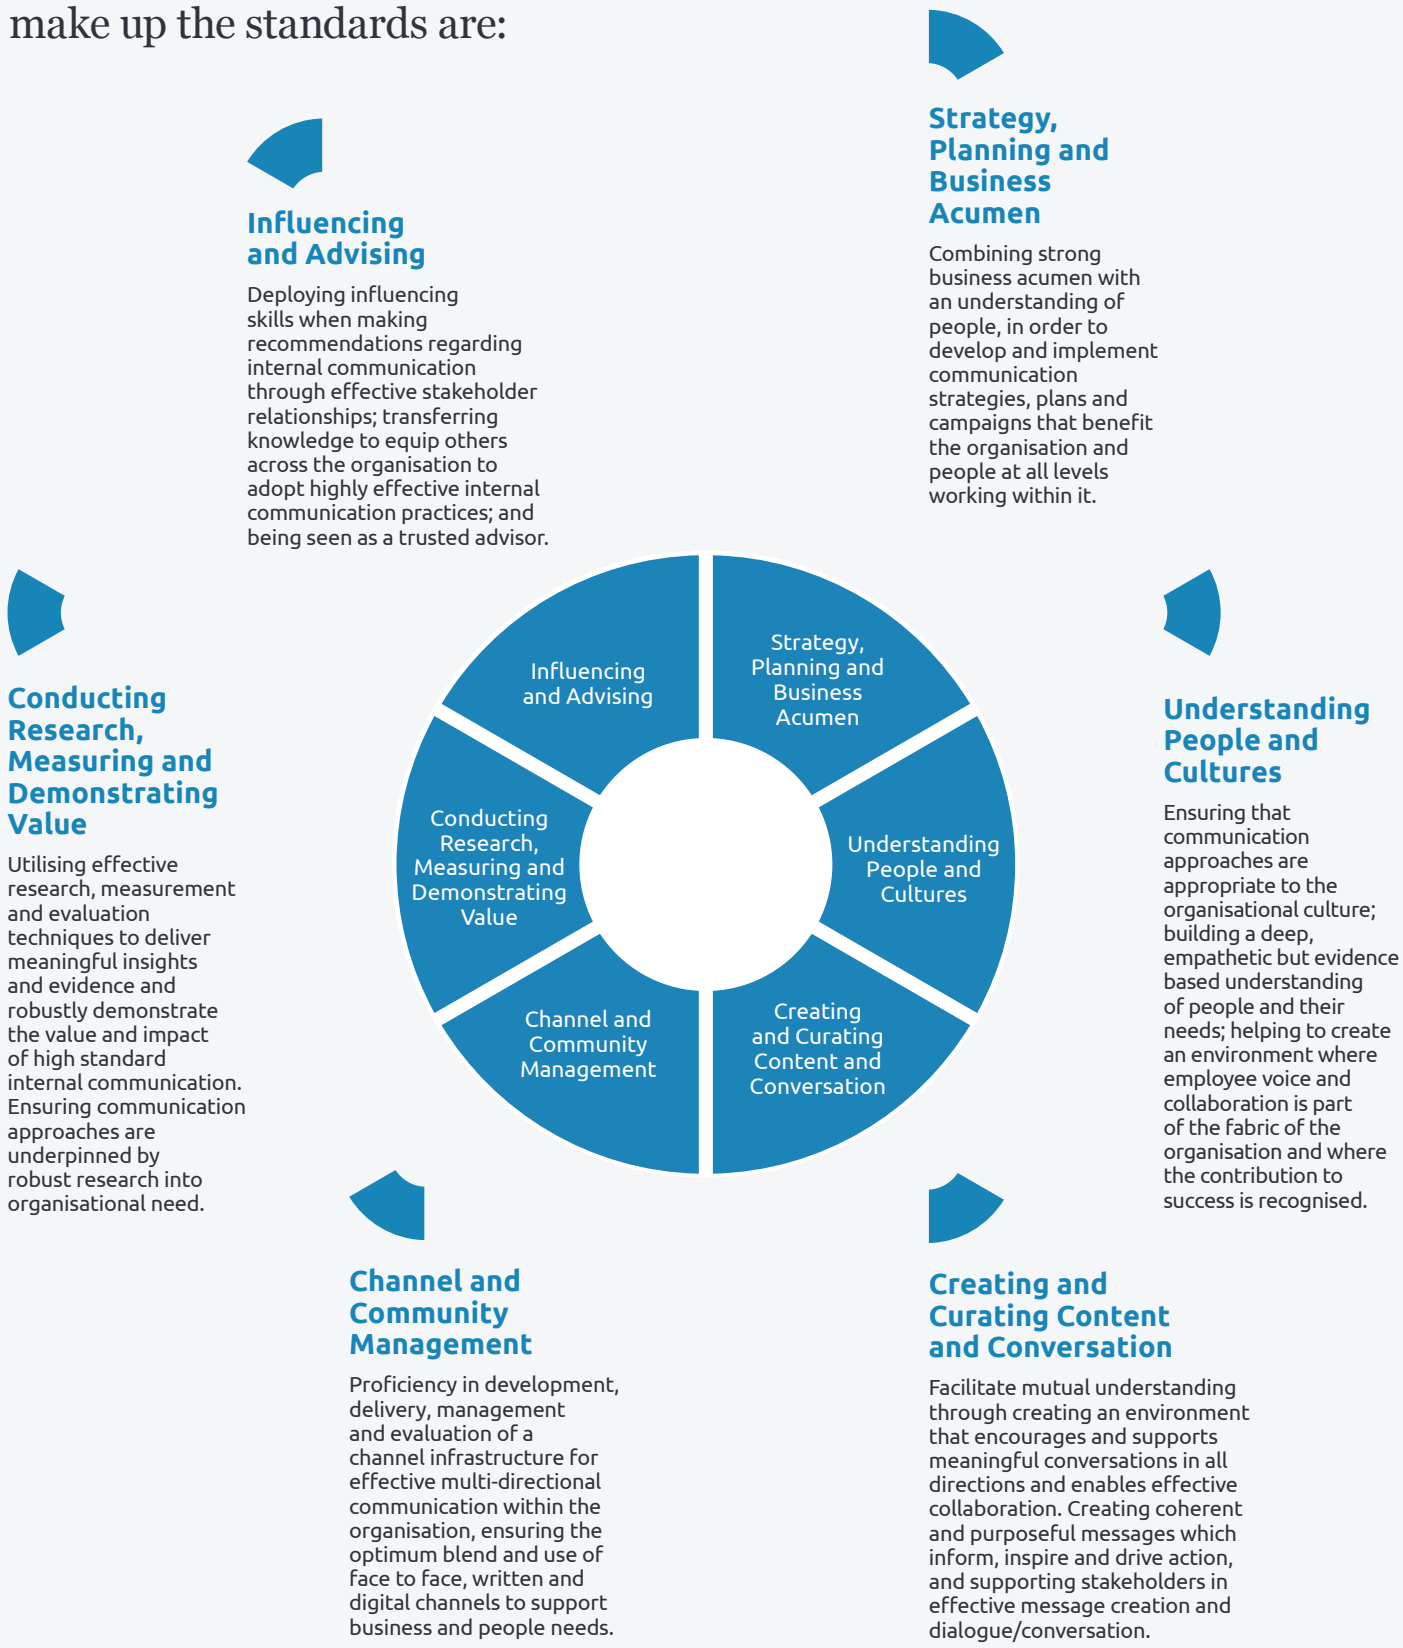 make up the standards are:
Strategy,
Planning and
Business
Acumen
Combining strong
business acumen with
an understanding of
people, in order to
develop and implement
communication
strategies, plans and
campaigns that benefit
the organisation and
people at all levels
working within it.
Influencing
and Advising
Deploying influencing
skills when making
recommendations regarding
internal communication
through effective stakeholder
relationships; transferring
knowledge to equip others
across the organisation to
adopt highly effective internal
communication practices; and
being seen as a trusted advisor.
Influencing
and Advising
Strategy,
Planning and
Business
Acumen
Conducting
Research,
Measuring and
Demonstrating
Value
Understanding
People and
Cultures
Channel and
Community
Management
Creating
and Curating
Content and
Conversation
Conducting
Research,
Measuring and
Demonstrating
Value
Utilising effective
research, measurement
and evaluation
techniques to deliver
meaningful insights
and evidence and
robustly demonstrate
the value and impact
of high standard
internal communication.
Ensuring communication
approaches are
underpinned by
robust research into
organisational need.
Understanding
People and
Cultures
Ensuring that
communication
approaches are
appropriate to the
organisational culture;
building a deep,
empathetic but evidence
based understanding
of people and their
needs; helping to create
an environment where
employee voice and
collaboration is part
of the fabric of the
organisation and where
the contribution to
success is recognised.
Channel and
Community
Management
Proficiency in development,
delivery, management
and evaluation of a
channel infrastructure for
effective multi-directional
communication within the
organisation, ensuring the
optimum blend and use of
face to face, written and
digital channels to support
business and people needs.
Creating and
Curating Content
and Conversation
Facilitate mutual understanding
through creating an environment
that encourages and supports
meaningful conversations in all
directions and enables effective
collaboration. Creating coherent
and purposeful messages which
inform, inspire and drive action,
and supporting stakeholders in
effective message creation and
dialogue/conversation.